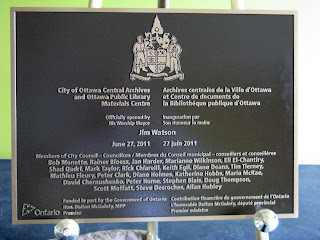 City of Ottawa Central Archives
and Ottawa Public Library
Materials Centre
Archives centrales de la Ville d'Ottawa
et Centre de documents de
la Bibliothèque publique d'Ottawa
Officially opened by
His Worship Mayor
Inauguration par
Son Honneur le maire
Jim Watson
June 27, 2011
27 juin 2011
Members of City Council - Councillors / Membres du Conseil municipal - conseillers et conseillères
Bob Monette, Rainer Bloess, Jan Harder, Marianne Wilkinson, Eli El-Chantiry,
Shad Qadri, Mark Taylor, Rick Chiarelli, Keith Egli, Diane Deans, Tim Tierney,
Mathieu Fleury, Peter Clark, Diane Holmes, Katherine Hobbs, Maria McRae,
David Chernushenko, Peter Hume, Stephen Blais, Doug Thompson,
Scott Moffatt, Steve Desroches, Allan Hubley
Ontario
Funded in part by the Government of Ontario
Hon. Dalton McGuinty, MPP
Premier
Contribution financière du gouvernement de l'Ontario
l'honorable Dalton McGuinty, député provincial
Premier ministre